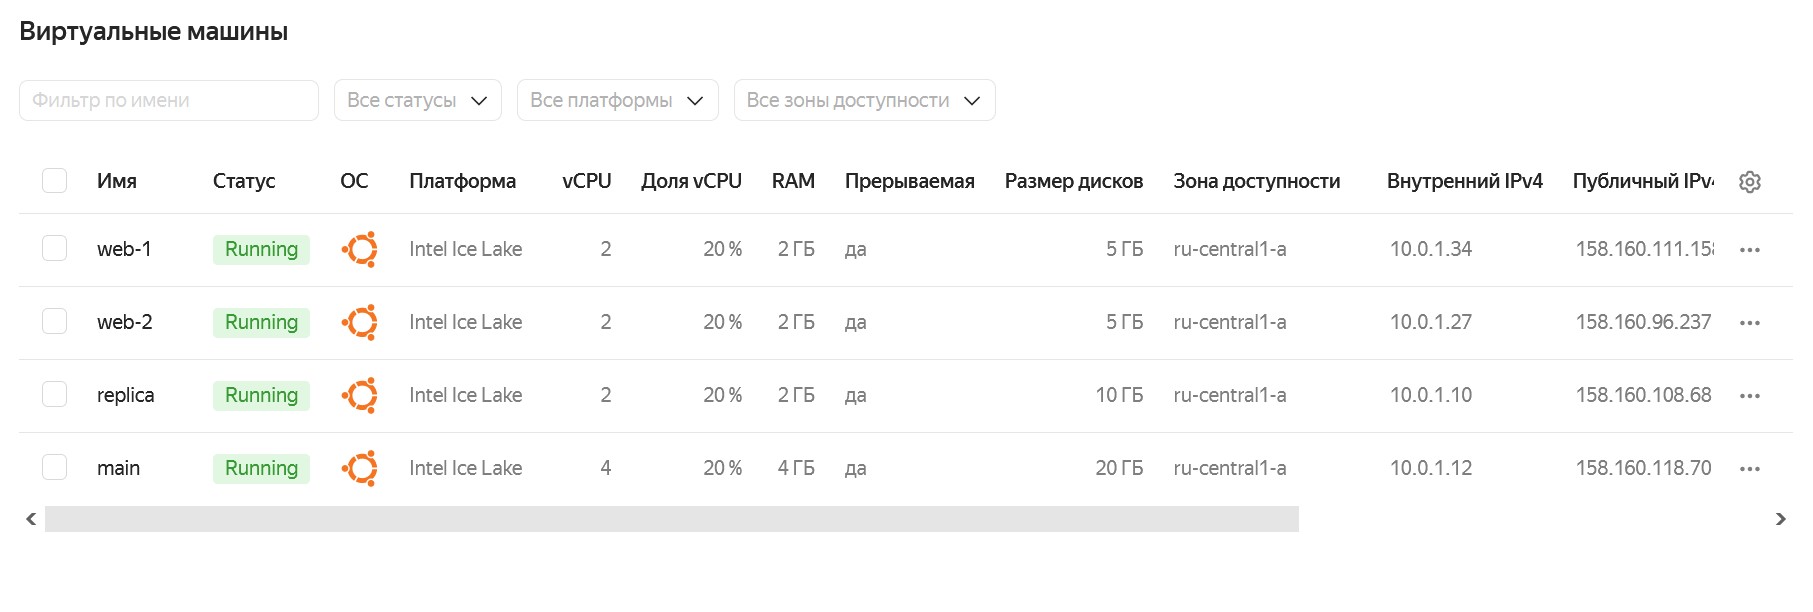 Виртуальные машины
Фильтр по имени Все статусы Все платформы Все зоны доступности
Имя Статус ОС Платформа vCPU Доля vCPU RAM Прерываемая Размер дисков Зона доступности Внутренний IPv4 Публичный IPv4
web-1 Running Intel Ice Lake 2 20 % 2 ГБ да 5 ГБ ru-central1-a 10.0.1.34 158.160.111.158
web-2 Running Intel Ice Lake 2 20 % 2 ГБ да 5 ГБ ru-central1-a 10.0.1.27 158.160.96.237
replica Running Intel Ice Lake 2 20 % 2 ГБ да 10 ГБ ru-central1-a 10.0.1.10 158.160.108.68
main Running Intel Ice Lake 4 20 % 4 ГБ да 20 ГБ ru-central1-a 10.0.1.12 158.160.118.70